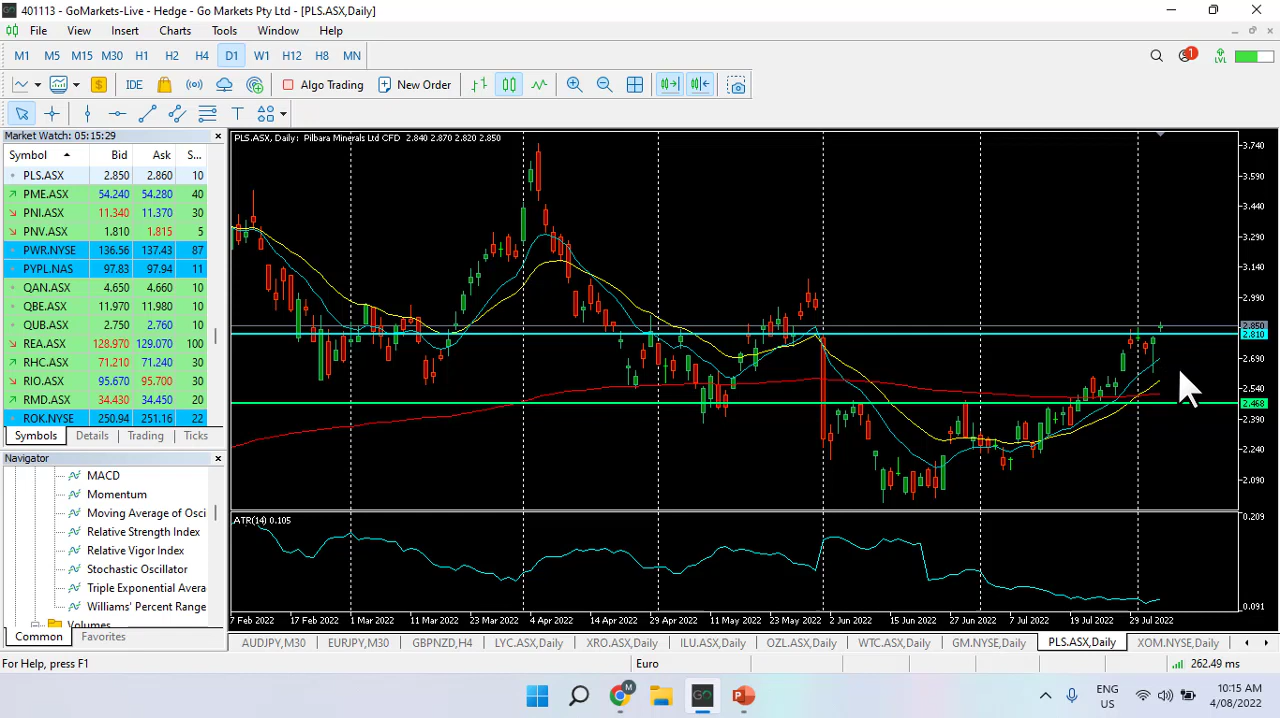 401113 - GoMarkets-Live - Hedge - Go Markets Pty Ltd - [PLS.ASX,Daily]
File View Insert Charts Tools Window Help
M1 M5 M15 M30 H1 H2 H4 D1 W1 H12 H8 MN
1 LVL
IDE Algo Trading New Order
Market Watch: 05:15:29
Symbol Bid Ask S...
PLS.ASX 2.850 2.860 10
PME.ASX 54.240 54.280 40
PNI.ASX 11.340 11.370 30
PNV.ASX 1.810 1.815 5
PWR.NYSE 136.56 137.43 87
PYPL.NAS 97.83 97.94 11
QAN.ASX 4.650 4.660 10
QBE.ASX 11.970 11.980 10
QUB.ASX 2.750 2.760 10
REA.ASX 128.970 129.070 100
RHC.ASX 71.210 71.240 30
RIO.ASX 95.670 95.700 30
RMD.ASX 34.430 34.450 20
ROK.NYSE 250.94 251.16 22
Symbols Details Trading Ticks
Navigator
MACD
Momentum
Moving Average of Osci
Relative Strength Index
Relative Vigor Index
Stochastic Oscillator
Triple Exponential Avera
Williams' Percent Range
Volumes
Common Favorites
PLS.ASX, Daily: Pilbara Minerals Ltd CFD 2.840 2.870 2.820 2.850
3.740
3.590
3.440
3.290
3.140
2.990
2.850
2.810
2.690
2.540
2.468
2.390
2.240
2.090
ATR(14) 0.105
0.209
0.091
7 Feb 2022 17 Feb 2022 1 Mar 2022 11 Mar 2022 23 Mar 2022 4 Apr 2022 14 Apr 2022 29 Apr 2022 11 May 2022 23 May 2022 2 Jun 2022 15 Jun 2022 27 Jun 2022 7 Jul 2022 19 Jul 2022 29 Jul 2022
AUDJPY,M30 EURJPY,M30 GBPNZD,H4 LYC.ASX,Daily XRO.ASX,Daily ILU.ASX,Daily OZL.ASX,Daily WTC.ASX,Daily GM.NYSE,Daily PLS.ASX,Daily XOM.NYSE,Daily
For Help, press F1 Euro 262.49 ms
GO
M
P
ENG
US
10:15 AM
4/08/2022